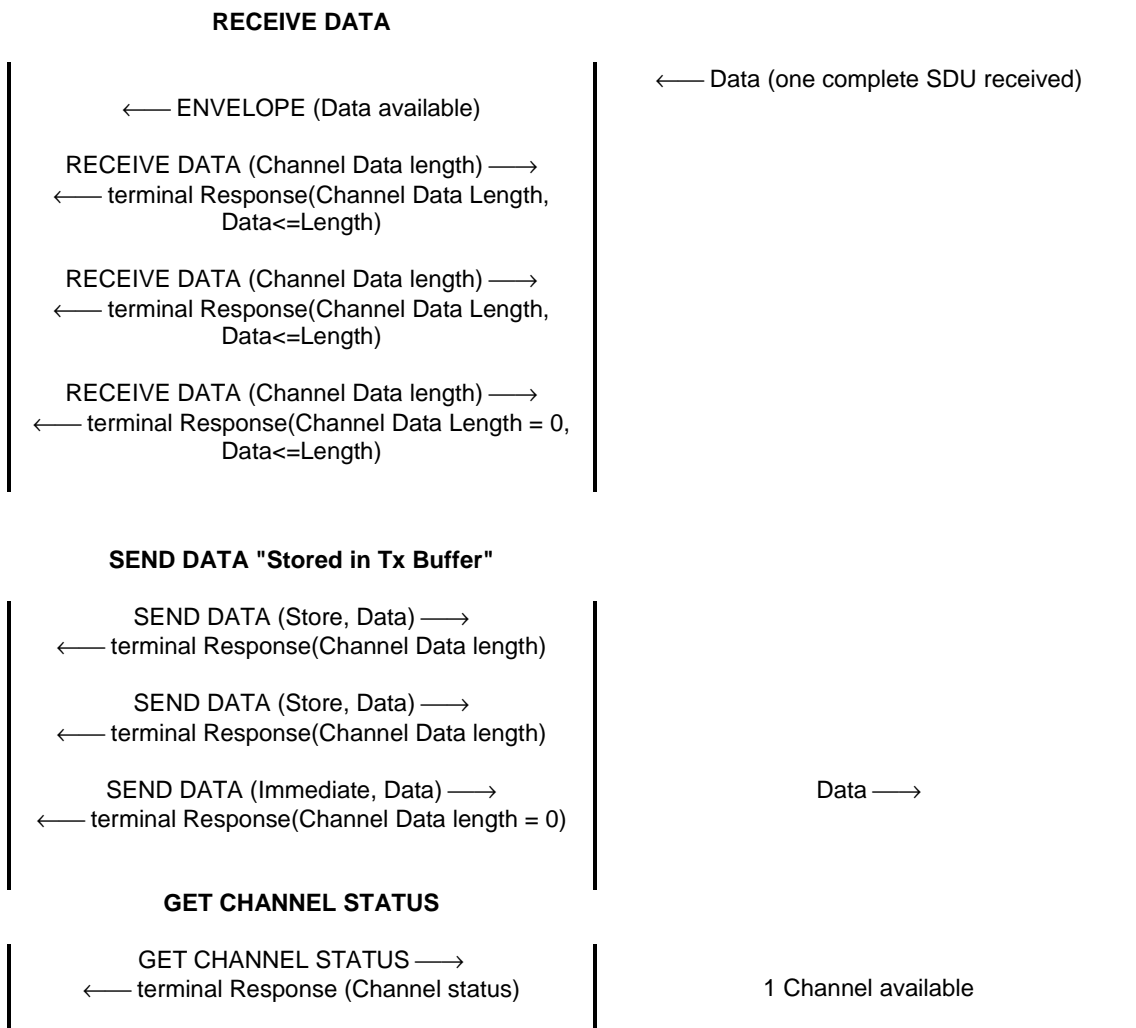 RECEIVE DATA
←—— Data (one complete SDU received)
←—— ENVELOPE (Data available)
RECEIVE DATA (Channel Data length) ——→
←—— terminal Response(Channel Data Length,
Data<=Length)
RECEIVE DATA (Channel Data length) ——→
←—— terminal Response(Channel Data Length,
Data<=Length)
RECEIVE DATA (Channel Data length) ——→
←—— terminal Response(Channel Data Length = 0,
Data<=Length)
SEND DATA "Stored in Tx Buffer"
SEND DATA (Store, Data) ——→
←—— terminal Response(Channel Data length)
SEND DATA (Store, Data) ——→
←—— terminal Response(Channel Data length)
SEND DATA (Immediate, Data) ——→
Data ——→
←—— terminal Response(Channel Data length = 0)
GET CHANNEL STATUS
GET CHANNEL STATUS ——→
←—— terminal Response (Channel status)
1 Channel available